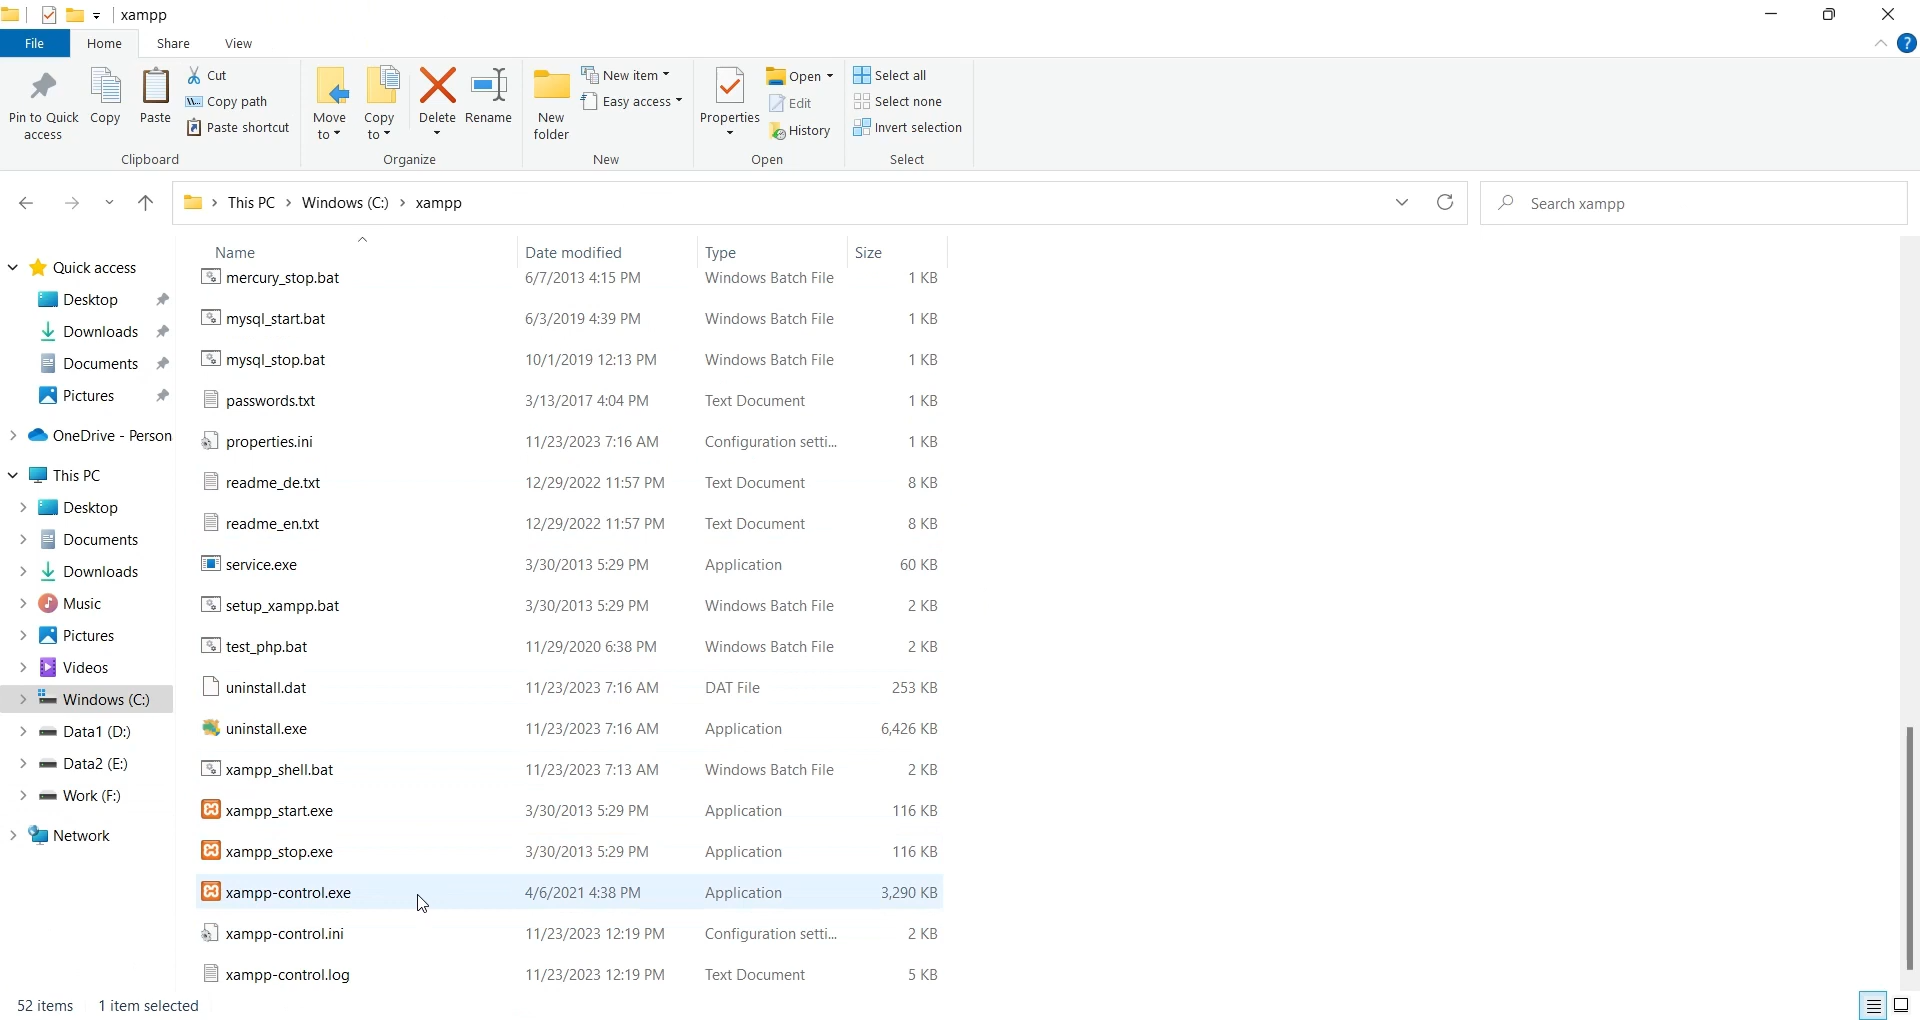 xampp
File Home Share View
Pin to Quick access
Copy
Paste
Cut
Copy path
Paste shortcut
Clipboard
Move to
Copy to
Delete
Rename
Organize
New folder
New item
Easy access
New
Properties
Open
Edit
History
Open
Select all
Select none
Invert selection
Select
This PC > Windows (C:) > xampp
Search xampp
Quick access
Desktop
Downloads
Documents
Pictures
OneDrive - Person
This PC
Desktop
Documents
Downloads
Music
Pictures
Videos
Windows (C:)
Data1 (D:)
Data2 (E:)
Work (F:)
Network
Name Date modified Type Size
mercury_stop.bat 6/7/2013 4:15 PM Windows Batch File 1 KB
mysql_start.bat 6/3/2019 4:39 PM Windows Batch File 1 KB
mysql_stop.bat 10/1/2019 12:13 PM Windows Batch File 1 KB
passwords.txt 3/13/2017 4:04 PM Text Document 1 KB
properties.ini 11/23/2023 7:16 AM Configuration setti... 1 KB
readme_de.txt 12/29/2022 11:57 PM Text Document 8 KB
readme_en.txt 12/29/2022 11:57 PM Text Document 8 KB
service.exe 3/30/2013 5:29 PM Application 60 KB
setup_xampp.bat 3/30/2013 5:29 PM Windows Batch File 2 KB
test_php.bat 11/29/2020 6:38 PM Windows Batch File 2 KB
uninstall.dat 11/23/2023 7:16 AM DAT File 253 KB
uninstall.exe 11/23/2023 7:16 AM Application 6,426 KB
xampp_shell.bat 11/23/2023 7:13 AM Windows Batch File 2 KB
xampp_start.exe 3/30/2013 5:29 PM Application 116 KB
xampp_stop.exe 3/30/2013 5:29 PM Application 116 KB
xampp-control.exe 4/6/2021 4:38 PM Application 3,290 KB
xampp-control.ini 11/23/2023 12:19 PM Configuration setti... 2 KB
xampp-control.log 11/23/2023 12:19 PM Text Document 5 KB
52 items 1 item selected